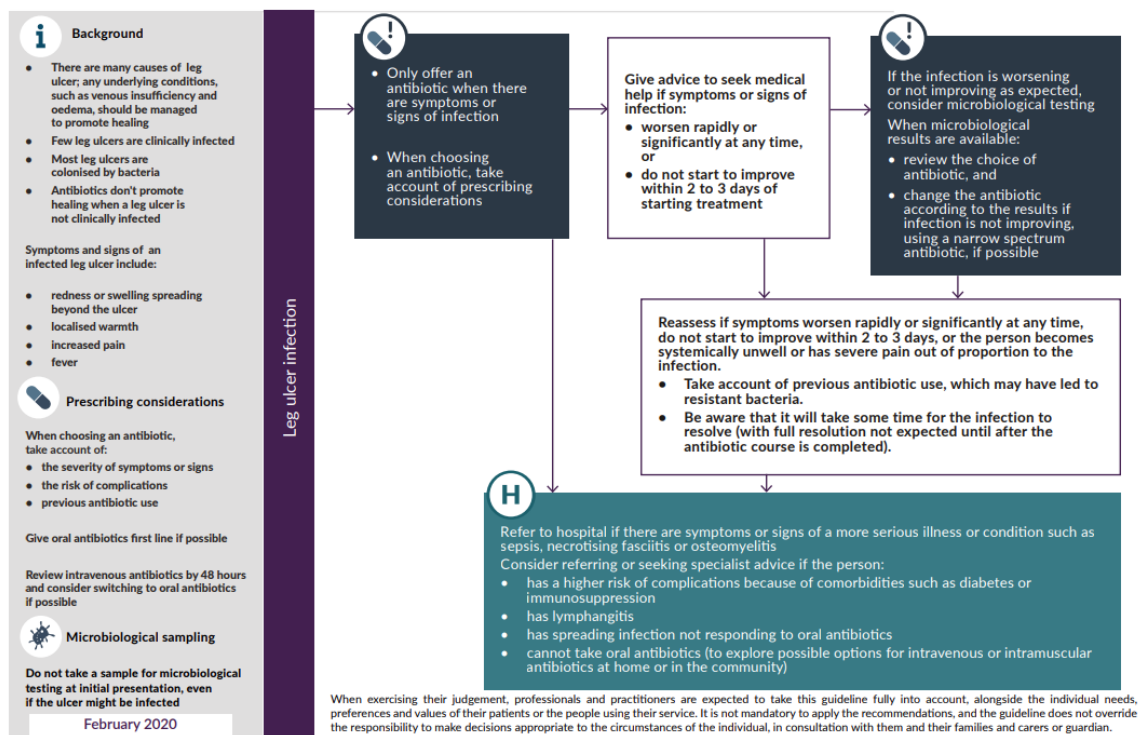 Background
There are many causes of leg
ulcer; any underlying conditions,
such as venous insufficiency and
oedema, should be managed
to promote healing
Few leg ulcers are clinically infected
Most leg ulcers are
colonised by bacteria
Antibiotics don't promote
healing when a leg ulcer is
not clinically infected
Symptoms and signs of an
infected leg ulcer include:
redness or swelling spreading
beyond the ulcer
localised warmth
increased pain
fever
Prescribing considerations
When choosing an antibiotic,
take account of:
the severity of symptoms or signs
the risk of complications
previous antibiotic use
Give oral antibiotics first line if possible
Review intravenous antibiotics by 48 hours
and consider switching to oral antibiotics
if possible
Microbiological sampling
Do not take a sample for microbiological
testing at initial presentation, even
if the ulcer might be infected
February 2020
Leg ulcer infection
Only offer an
antibiotic when there
are symptoms or
signs of infection
When choosing
an antibiotic, take
account of prescribing
considerations
Give advice to seek medical
help if symptoms or signs of
infection:
worsen rapidly or
significantly at any time,
or
do not start to improve
within 2 to 3 days of
starting treatment
If the infection is worsening
or not improving as expected,
consider microbiological testing
When microbiological
results are available:
review the choice of
antibiotic, and
change the antibiotic
according to the results if
infection is not improving,
using a narrow spectrum
antibiotic, if possible
Reassess if symptoms worsen rapidly or significantly at any time,
do not start to improve within 2 to 3 days, or the person becomes
systemically unwell or has severe pain out of proportion to the
infection.
Take account of previous antibiotic use, which may have led to
resistant bacteria.
Be aware that it will take some time for the infection to
resolve (with full resolution not expected until after the
antibiotic course is completed).
H
Refer to hospital if there are symptoms or signs of a more serious illness or condition such as
sepsis, necrotising fasciitis or osteomyelitis
Consider referring or seeking specialist advice if the person:
has a higher risk of complications because of comorbidities such as diabetes or
immunosuppression
has lymphangitis
has spreading infection not responding to oral antibiotics
cannot take oral antibiotics (to explore possible options for intravenous or intramuscular
antibiotics at home or in the community)
When exercising their judgement, professionals and practitioners are expected to take this guideline fully into account, alongside the individual needs,
preferences and values of their patients or the people using their service. It is not mandatory to apply the recommendations, and the guideline does not override
the responsibility to make decisions appropriate to the circumstances of the individual, in consultation with them and their families and carers or guardian.